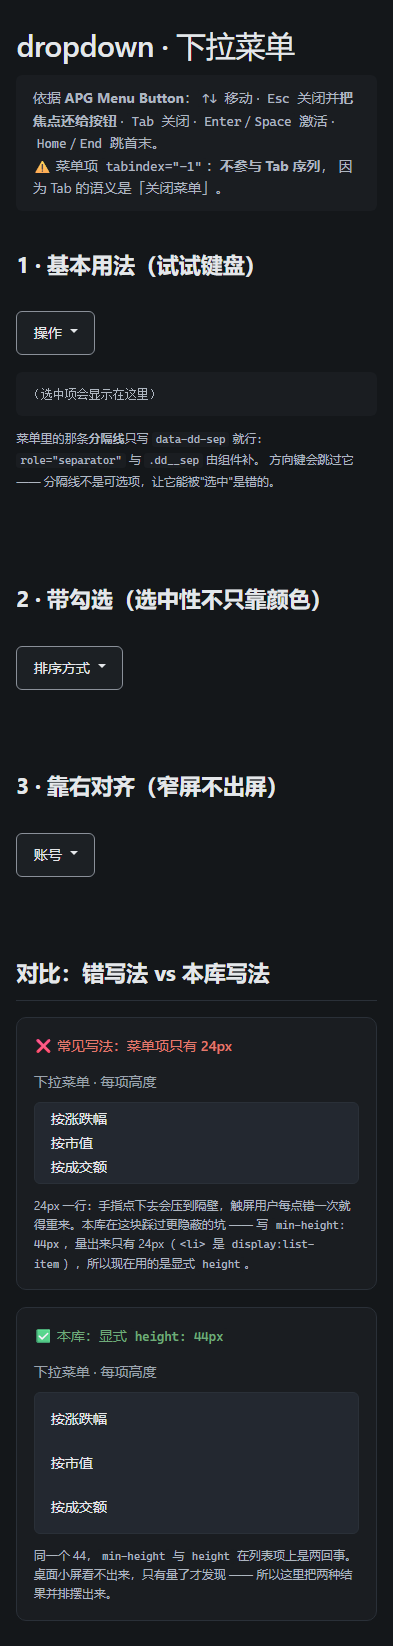 dropdown · 下拉菜单
依据 APG Menu Button： ↑↓ 移动 · Esc 关闭并把
焦点还给按钮 · Tab 关闭 · Enter / Space 激活 ·
Home / End 跳首末。
⚠️ 菜单项 tabindex="-1" ：不参与 Tab 序列， 因
为 Tab 的语义是「关闭菜单」。
1 · 基本用法（试试键盘）
操作
（选中项会显示在这里）
菜单里的那条分隔线只写 data-dd-sep 就行：
role="separator" 与 .dd__sep 由组件补。 方向键会跳过它
—— 分隔线不是可选项，让它能被"选中"是错的。
2 · 带勾选（选中性不只靠颜色）
排序方式
3 · 靠右对齐（窄屏不出屏）
账号
对比：错写法 vs 本库写法
❌ 常见写法：菜单项只有 24px
下拉菜单 · 每项高度
按涨跌幅
按市值
按成交额
24px 一行：手指点下去会压到隔壁，触屏用户每点错一次就
得重来。本库在这块踩过更隐蔽的坑 —— 写 min-height:
44px ，量出来只有 24px（ <li> 是 display:list-
item ），所以现在用的是显式 height 。
✅ 本库：显式 height: 44px
下拉菜单 · 每项高度
按涨跌幅
按市值
按成交额
同一个 44， min-height 与 height 在列表项上是两回事。
桌面小屏看不出来，只有量了才发现 —— 所以这里把两种结
果并排摆出来。